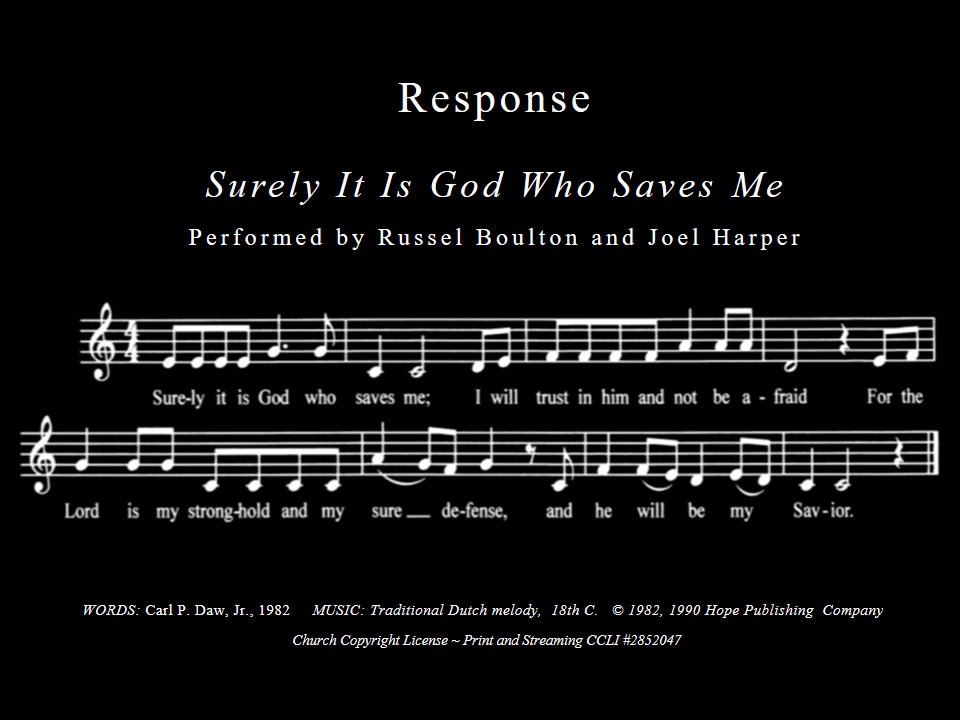 Response
Surely It Is God Who Saves Me
Performed by Russel Boulton and Joel Harper
4
4
Sure-ly it is God who saves me; I will trust in him and not be a - fraid For the
Lord is my strong-hold and my sure __ de-fense, and he will be my Sav-ior.
WORDS: Carl P. Daw, Jr., 1982 MUSIC: Traditional Dutch melody, 18th C. © 1982, 1990 Hope Publishing Company
Church Copyright License ~ Print and Streaming CCLI #2852047